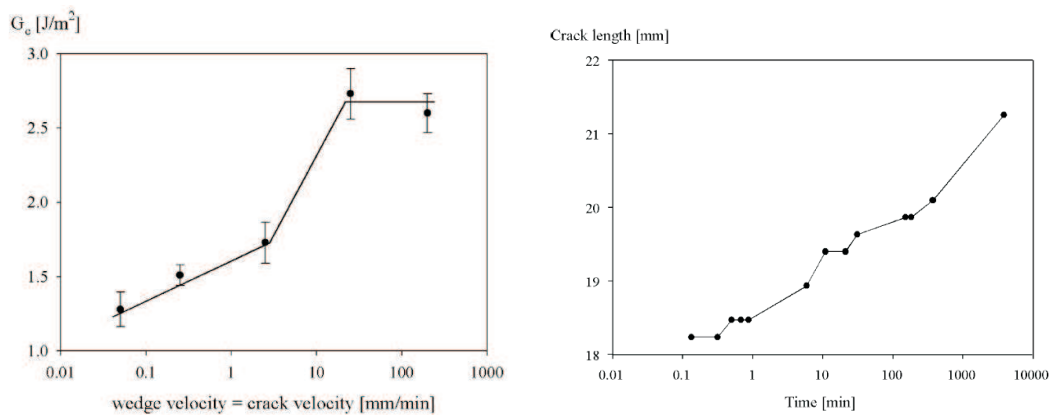 G_c [J/m²]
3.0
2.5
2.0
1.5
1.0
0.01 0.1 1 10 100 1000
wedge velocity = crack velocity [mm/min]
Crack length [mm]
22
21
20
19
18
0.01 0.1 1 10 100 1000 10000
Time [min]